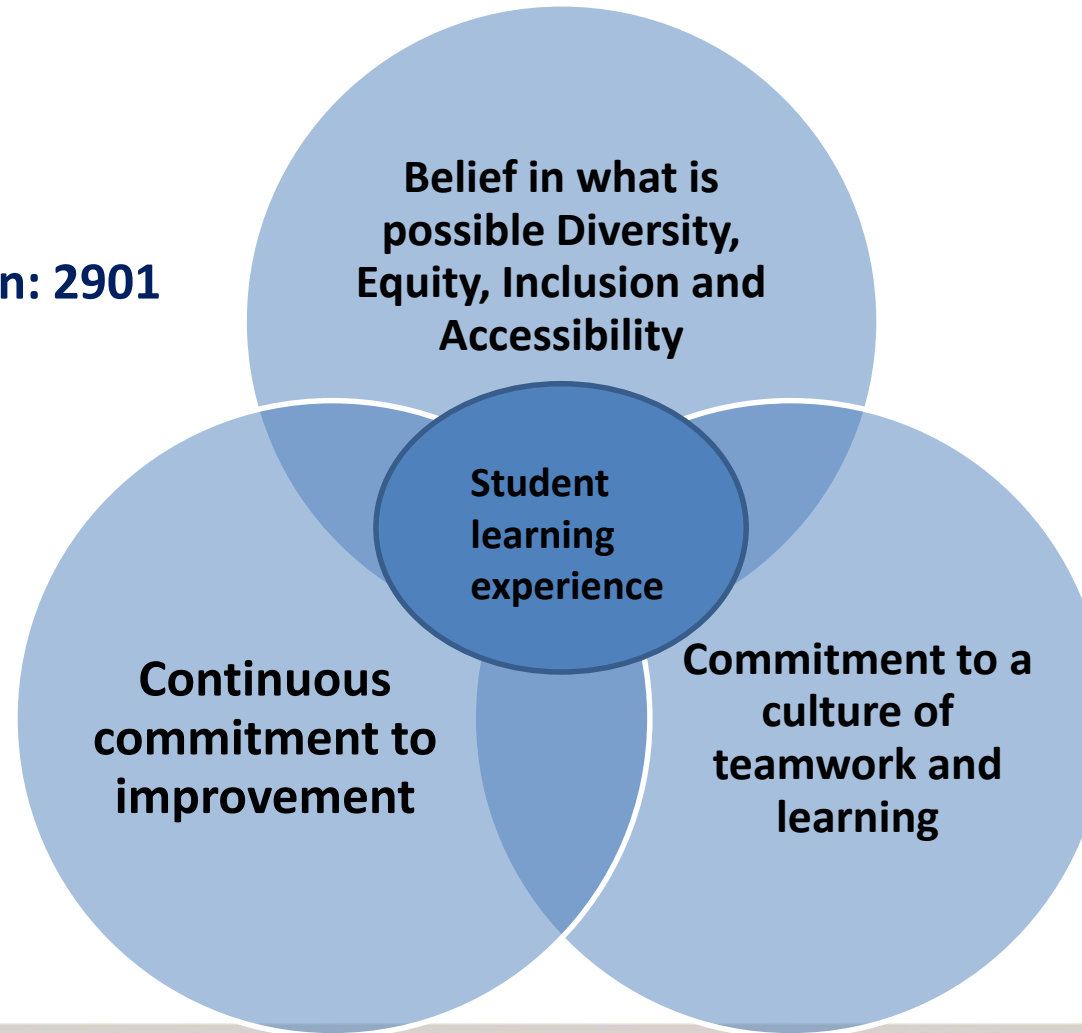 Belief in what is
possible Diversity,
Equity, Inclusion and
Accessibility
n: 2901
Student
learning
experience
Continuous
commitment to
improvement
Commitment to a
culture of
teamwork and
learning